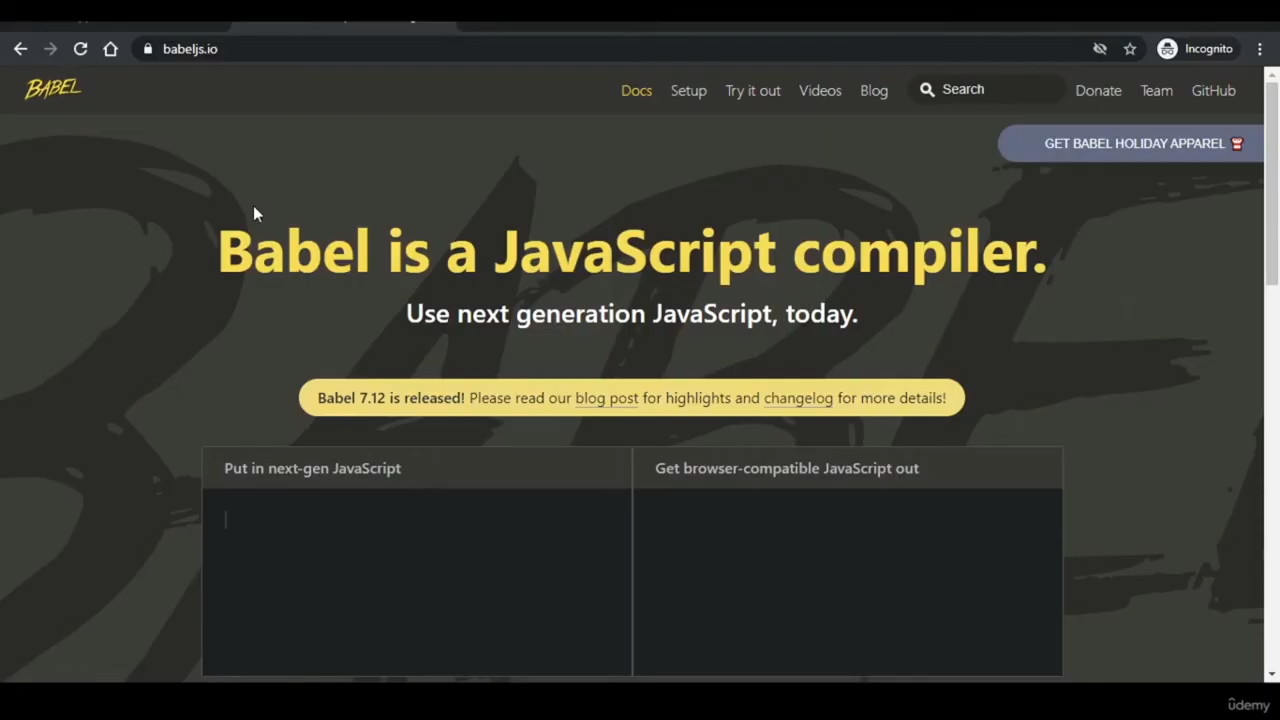 babeljs.io
Incognito
BABEL
Docs Setup Try it out Videos Blog Search Donate Team GitHub
GET BABEL HOLIDAY APPAREL
Babel is a JavaScript compiler.
Use next generation JavaScript, today.
Babel 7.12 is released! Please read our blog post for highlights and changelog for more details!
Put in next-gen JavaScript
Get browser-compatible JavaScript out
ûdemy